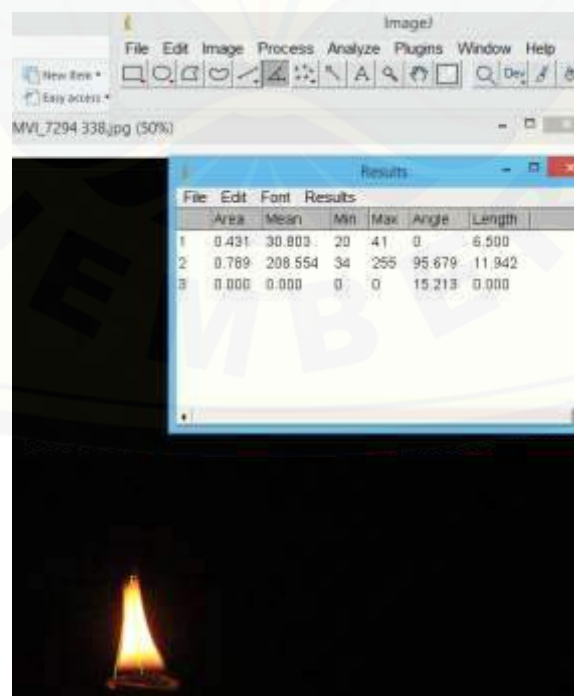 ImageJ
File Edit Image Process Analyze Plugins Window Help
New item
Easy access
A Dev
MVI_7294 338.jpg (50%)
Results
File Edit Font Results
Area Mean Min Max Angle Length
1 0.431 30.803 20 41 0 6.500
2 0.789 208.554 34 255 95.679 11.942
3 0.000 0.000 0 0 15.213 0.000